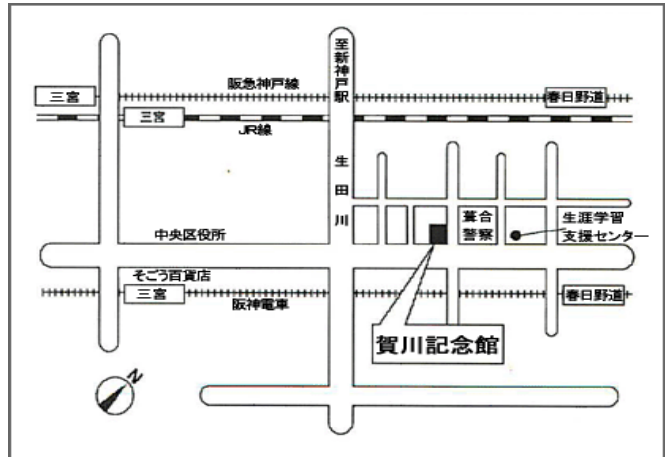 至新神戸駅
阪急神戸線
三宮
春日野道
三宮
JR線
生田川
葺合
警察
生涯学習
支援センター
中央区役所
そごう百貨店
三宮
阪神電車
春日野道
賀川記念館
N